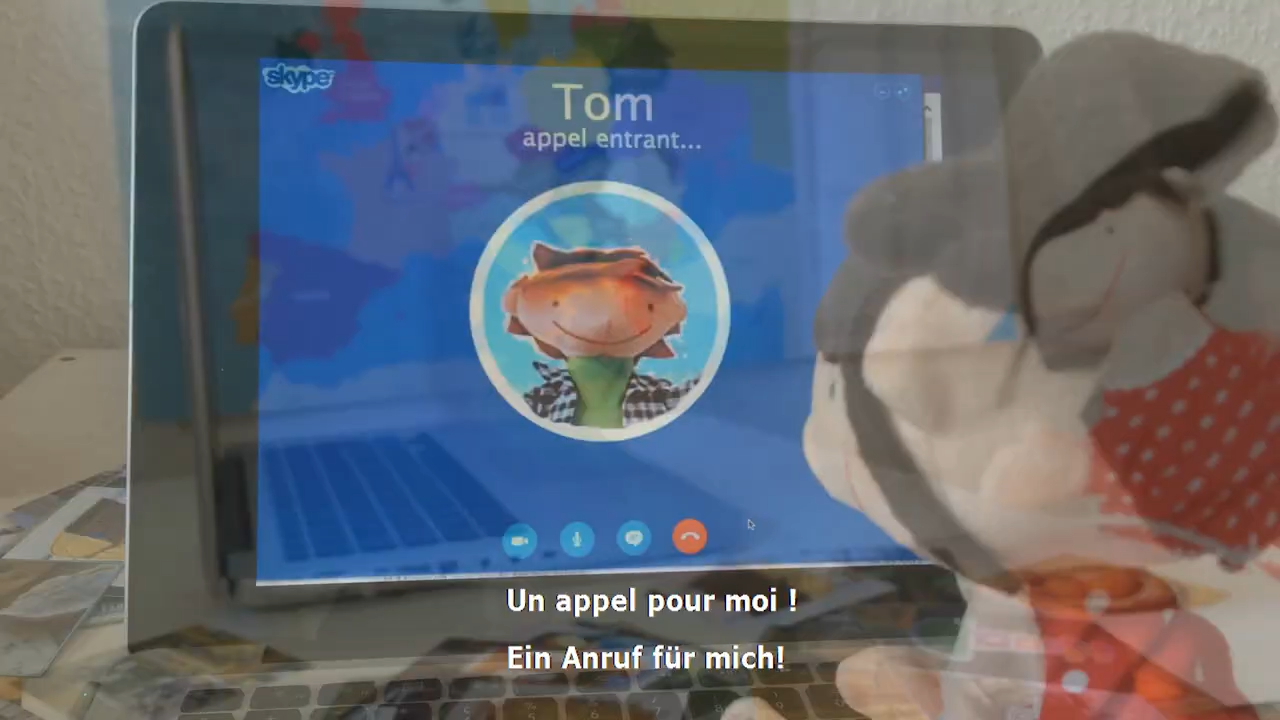 skype
Tom
appel entrant...
Un appel pour moi !
Ein Anruf für mich!